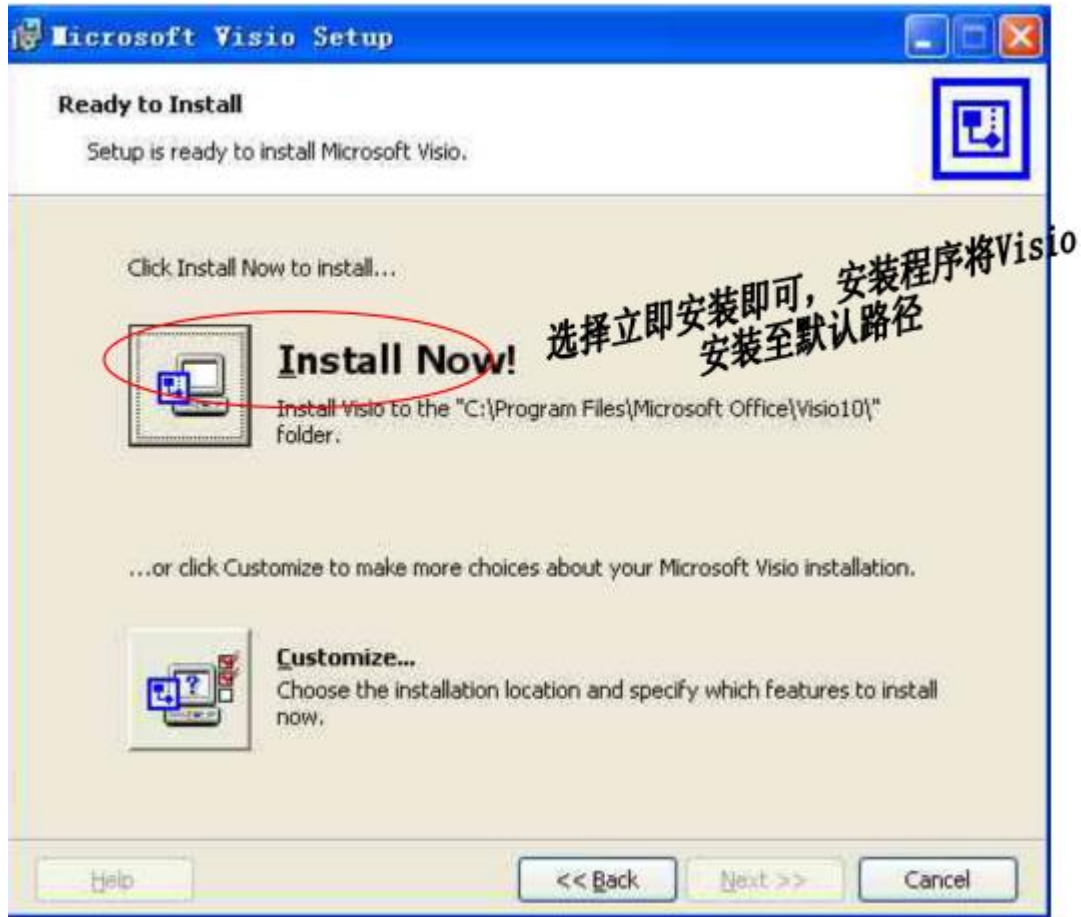 Microsoft Visio Setup
Ready to Install
Setup is ready to install Microsoft Visio.
Click Install Now to install...
选择立即安装即可，安装程序将Visio
安装至默认路径
Install Now!
Install Visio to the "C:\Program Files\Microsoft Office\Visio10\"
folder.
...or click Customize to make more choices about your Microsoft Visio installation.
Customize...
Choose the installation location and specify which features to install
now.
Help
<< Back
Next >>
Cancel